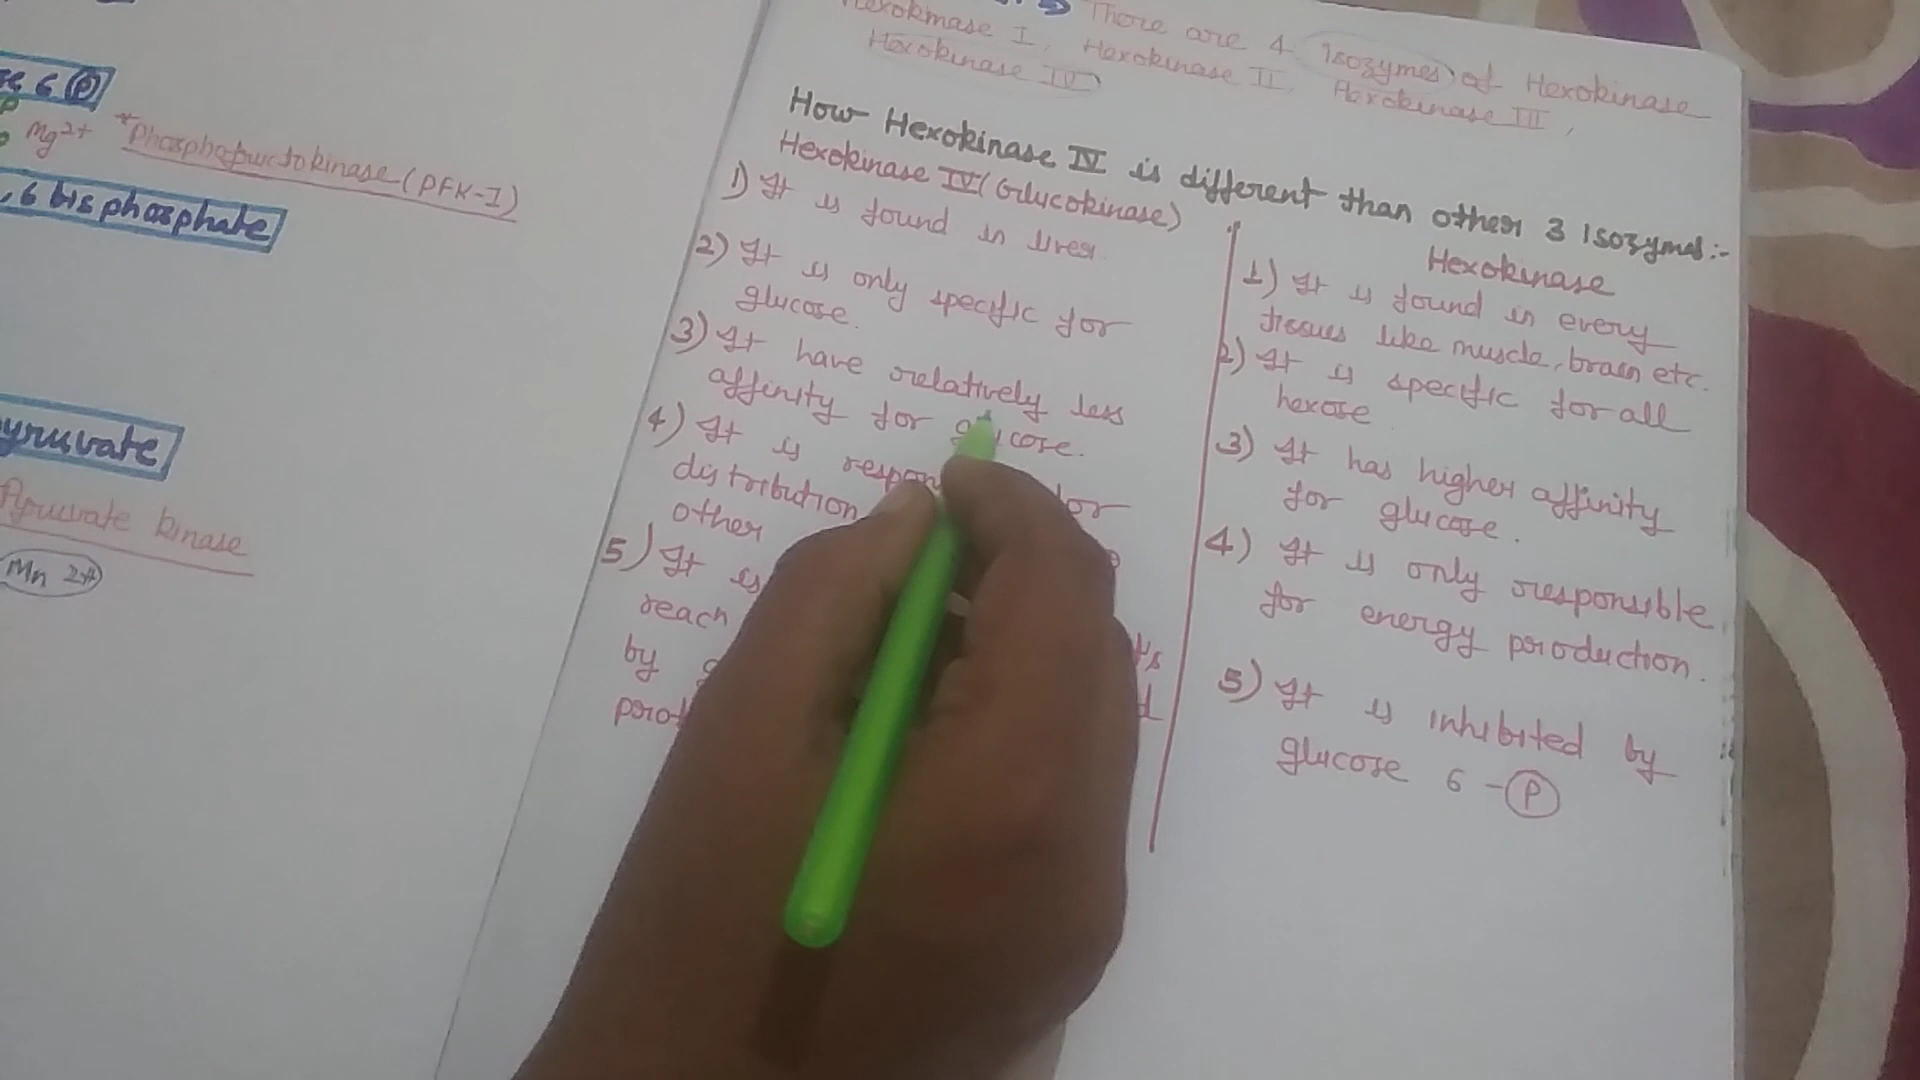 se 6 (P)
Mg2+ *Phosphofructokinase (PFK-I)
,6 bisphosphate
yruvate
Pyruvate kinase
Mn 2+
There are 4 Isozymes of Hexokinase
Hexokinase I, Hexokinase II, Hexokinase III,
Hexokinase IV
How Hexokinase IV is different than other 3 Isozymes:-
Hexokinase IV (Glucokinase)
1) It is found in liver.
2) It is only specific for
glucose.
3) It have relatively less
affinity for glucose.
4) It is for
distribution
other
5) It is
reach
by
Hexokinase
1) It is found in every
tissues like muscle, brain etc.
2) It is specific for all
hexose
3) It has higher affinity
for glucose.
4) It is only responsible
for energy production.
5) It is inhibited by
glucose 6-(P)